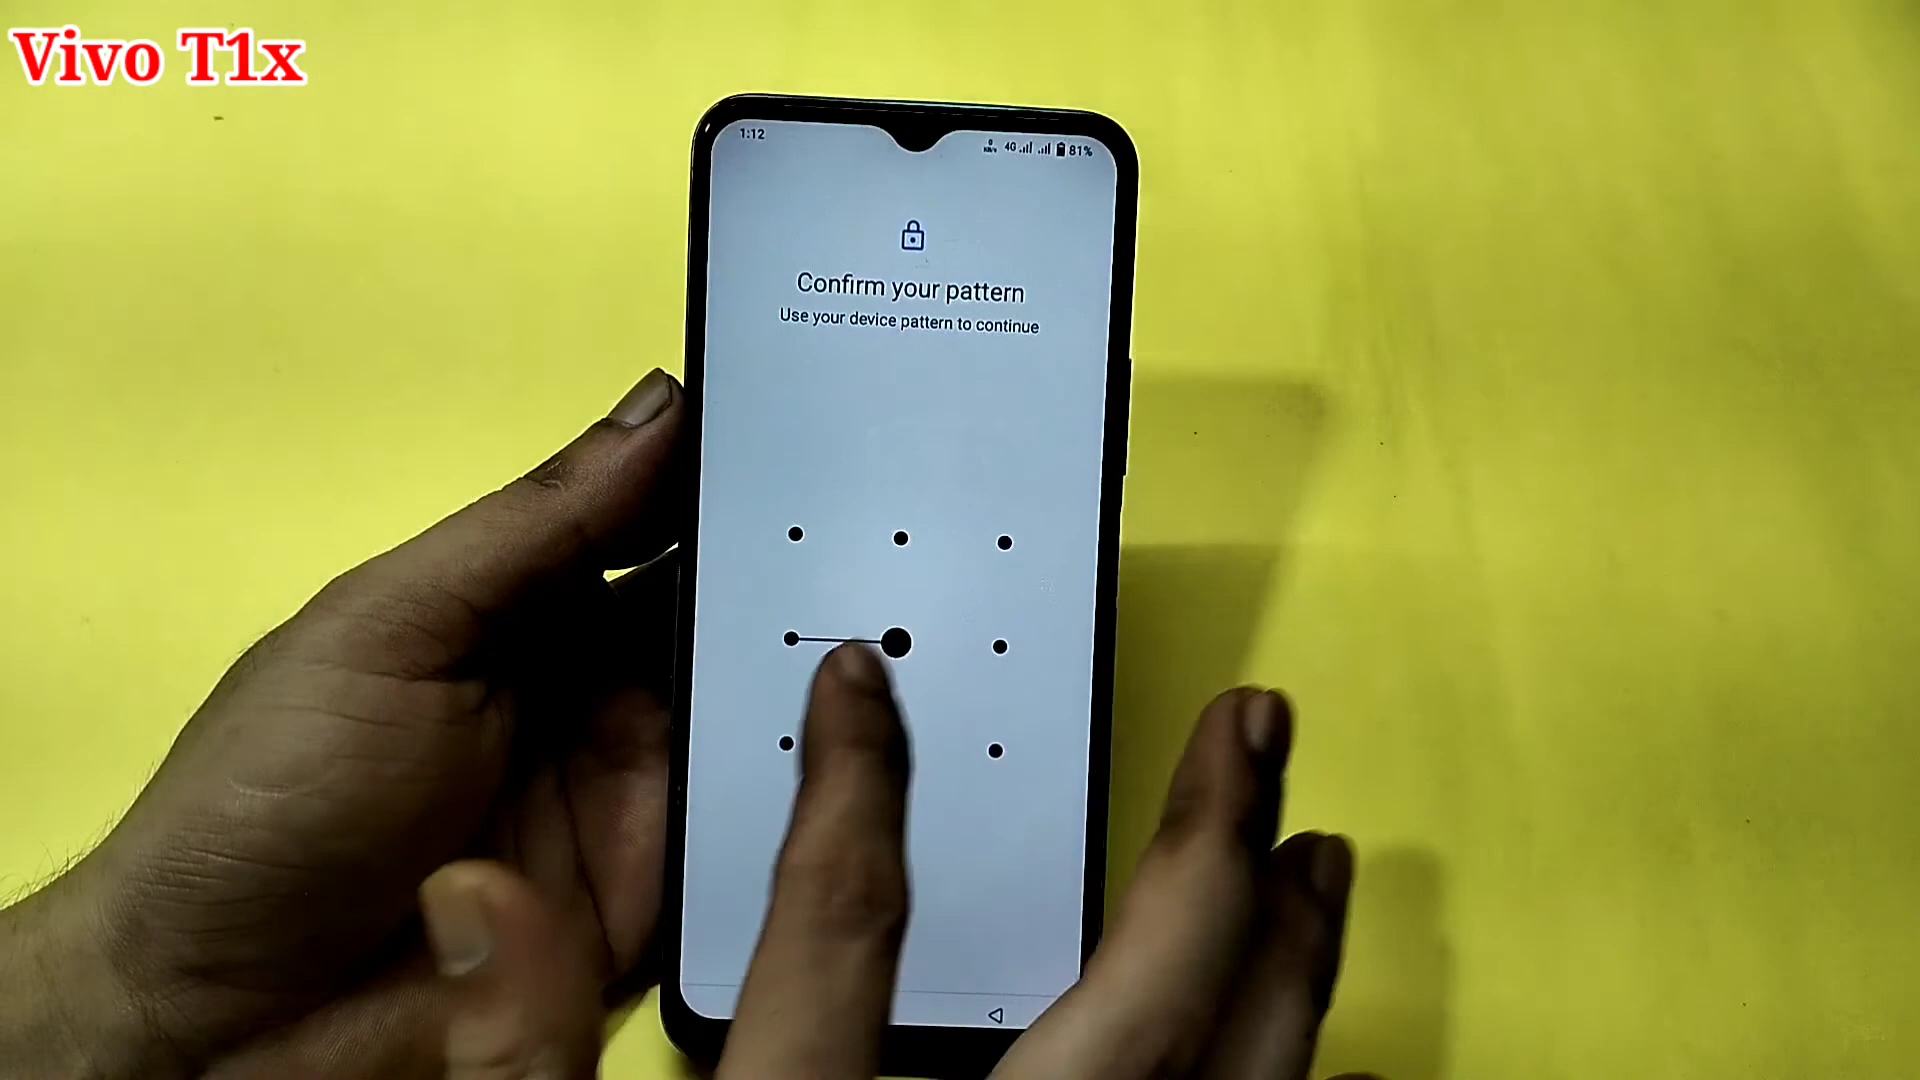 Vivo T1x
1:12
4G 81%
Confirm your pattern
Use your device pattern to continue